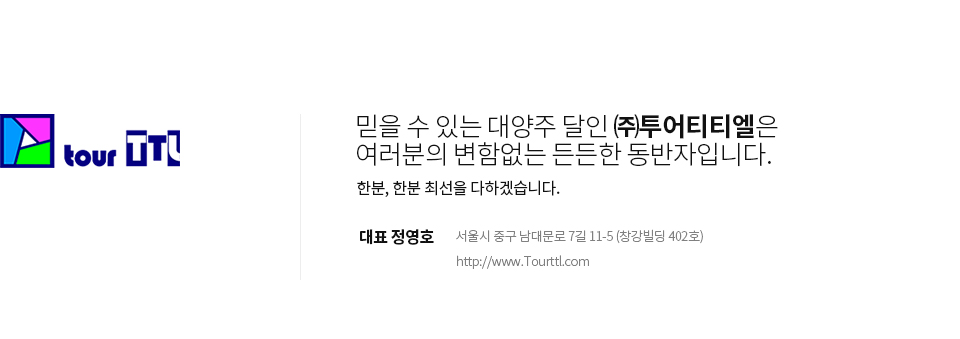 tour TTL
믿을 수 있는 대양주 달인 ㈜투어티티엘은
여러분의 변함없는 든든한 동반자입니다.
한분, 한분 최선을 다하겠습니다.
대표 정영호
서울시 중구 남대문로 7길 11-5 (창강빌딩 402호)
http://www.Tourttl.com